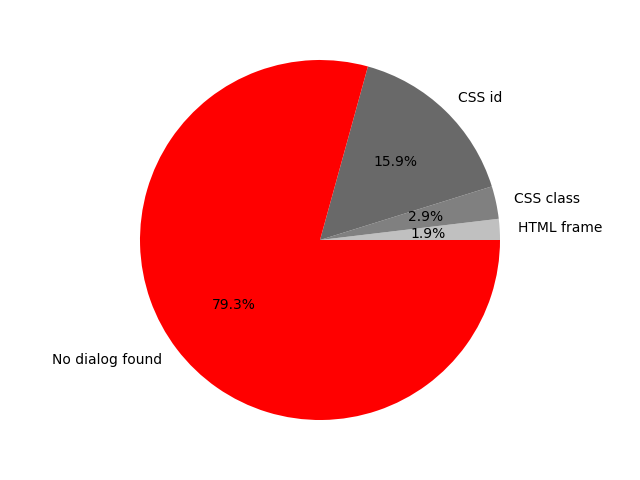 CSS id
15.9%
CSS class
2.9%
HTML frame
1.9%
79.3%
No dialog found